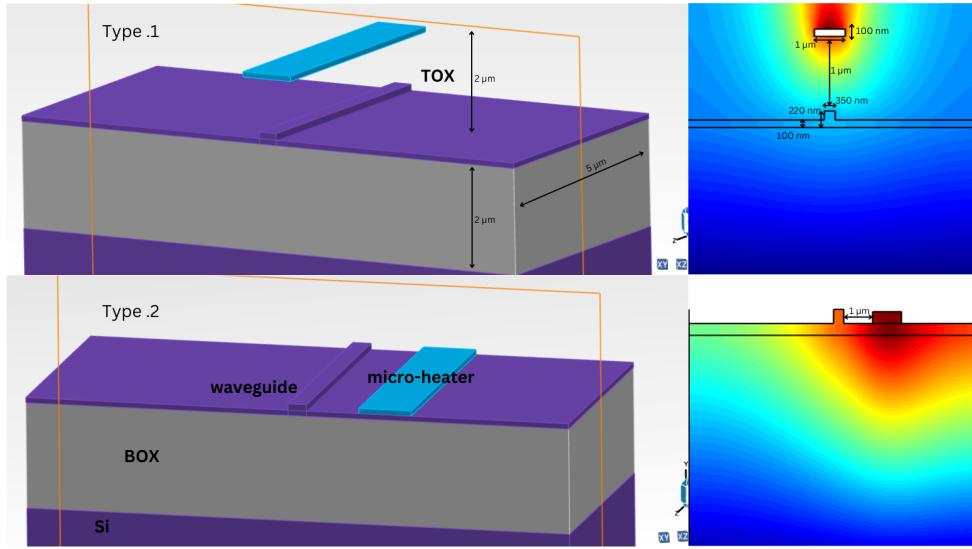 Type .1
TOX
2 µm
5 µm
2 µm
z
XY XZ
100 nm
1 µm
1 µm
350 nm
220 nm
100 nm
Type .2
waveguide
micro-heater
BOX
Si
Y
z
XY XZ
1 µm